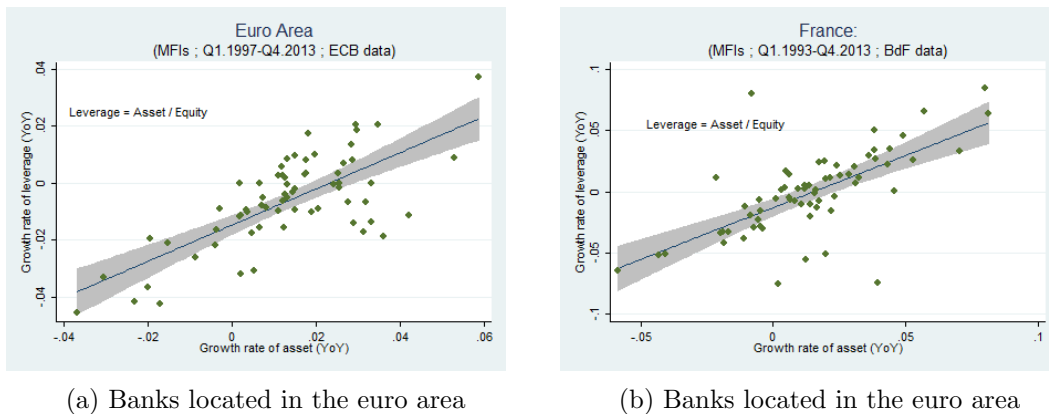 Euro Area
(MFIs ; Q1.1997-Q4.2013 ; ECB data)
Growth rate of leverage (YoY)
.04
.02
0
-.02
-.04
Leverage = Asset / Equity
-.04
-.02
0
.02
.04
.06
Growth rate of asset (YoY)
(a) Banks located in the euro area
France:
(MFIs ; Q1.1993-Q4.2013 ; BdF data)
Growth rate of leverage (YoY)
.1
.05
0
-.05
-.1
Leverage = Asset / Equity
-.05
0
.05
.1
Growth rate of asset (YoY)
(b) Banks located in the euro area